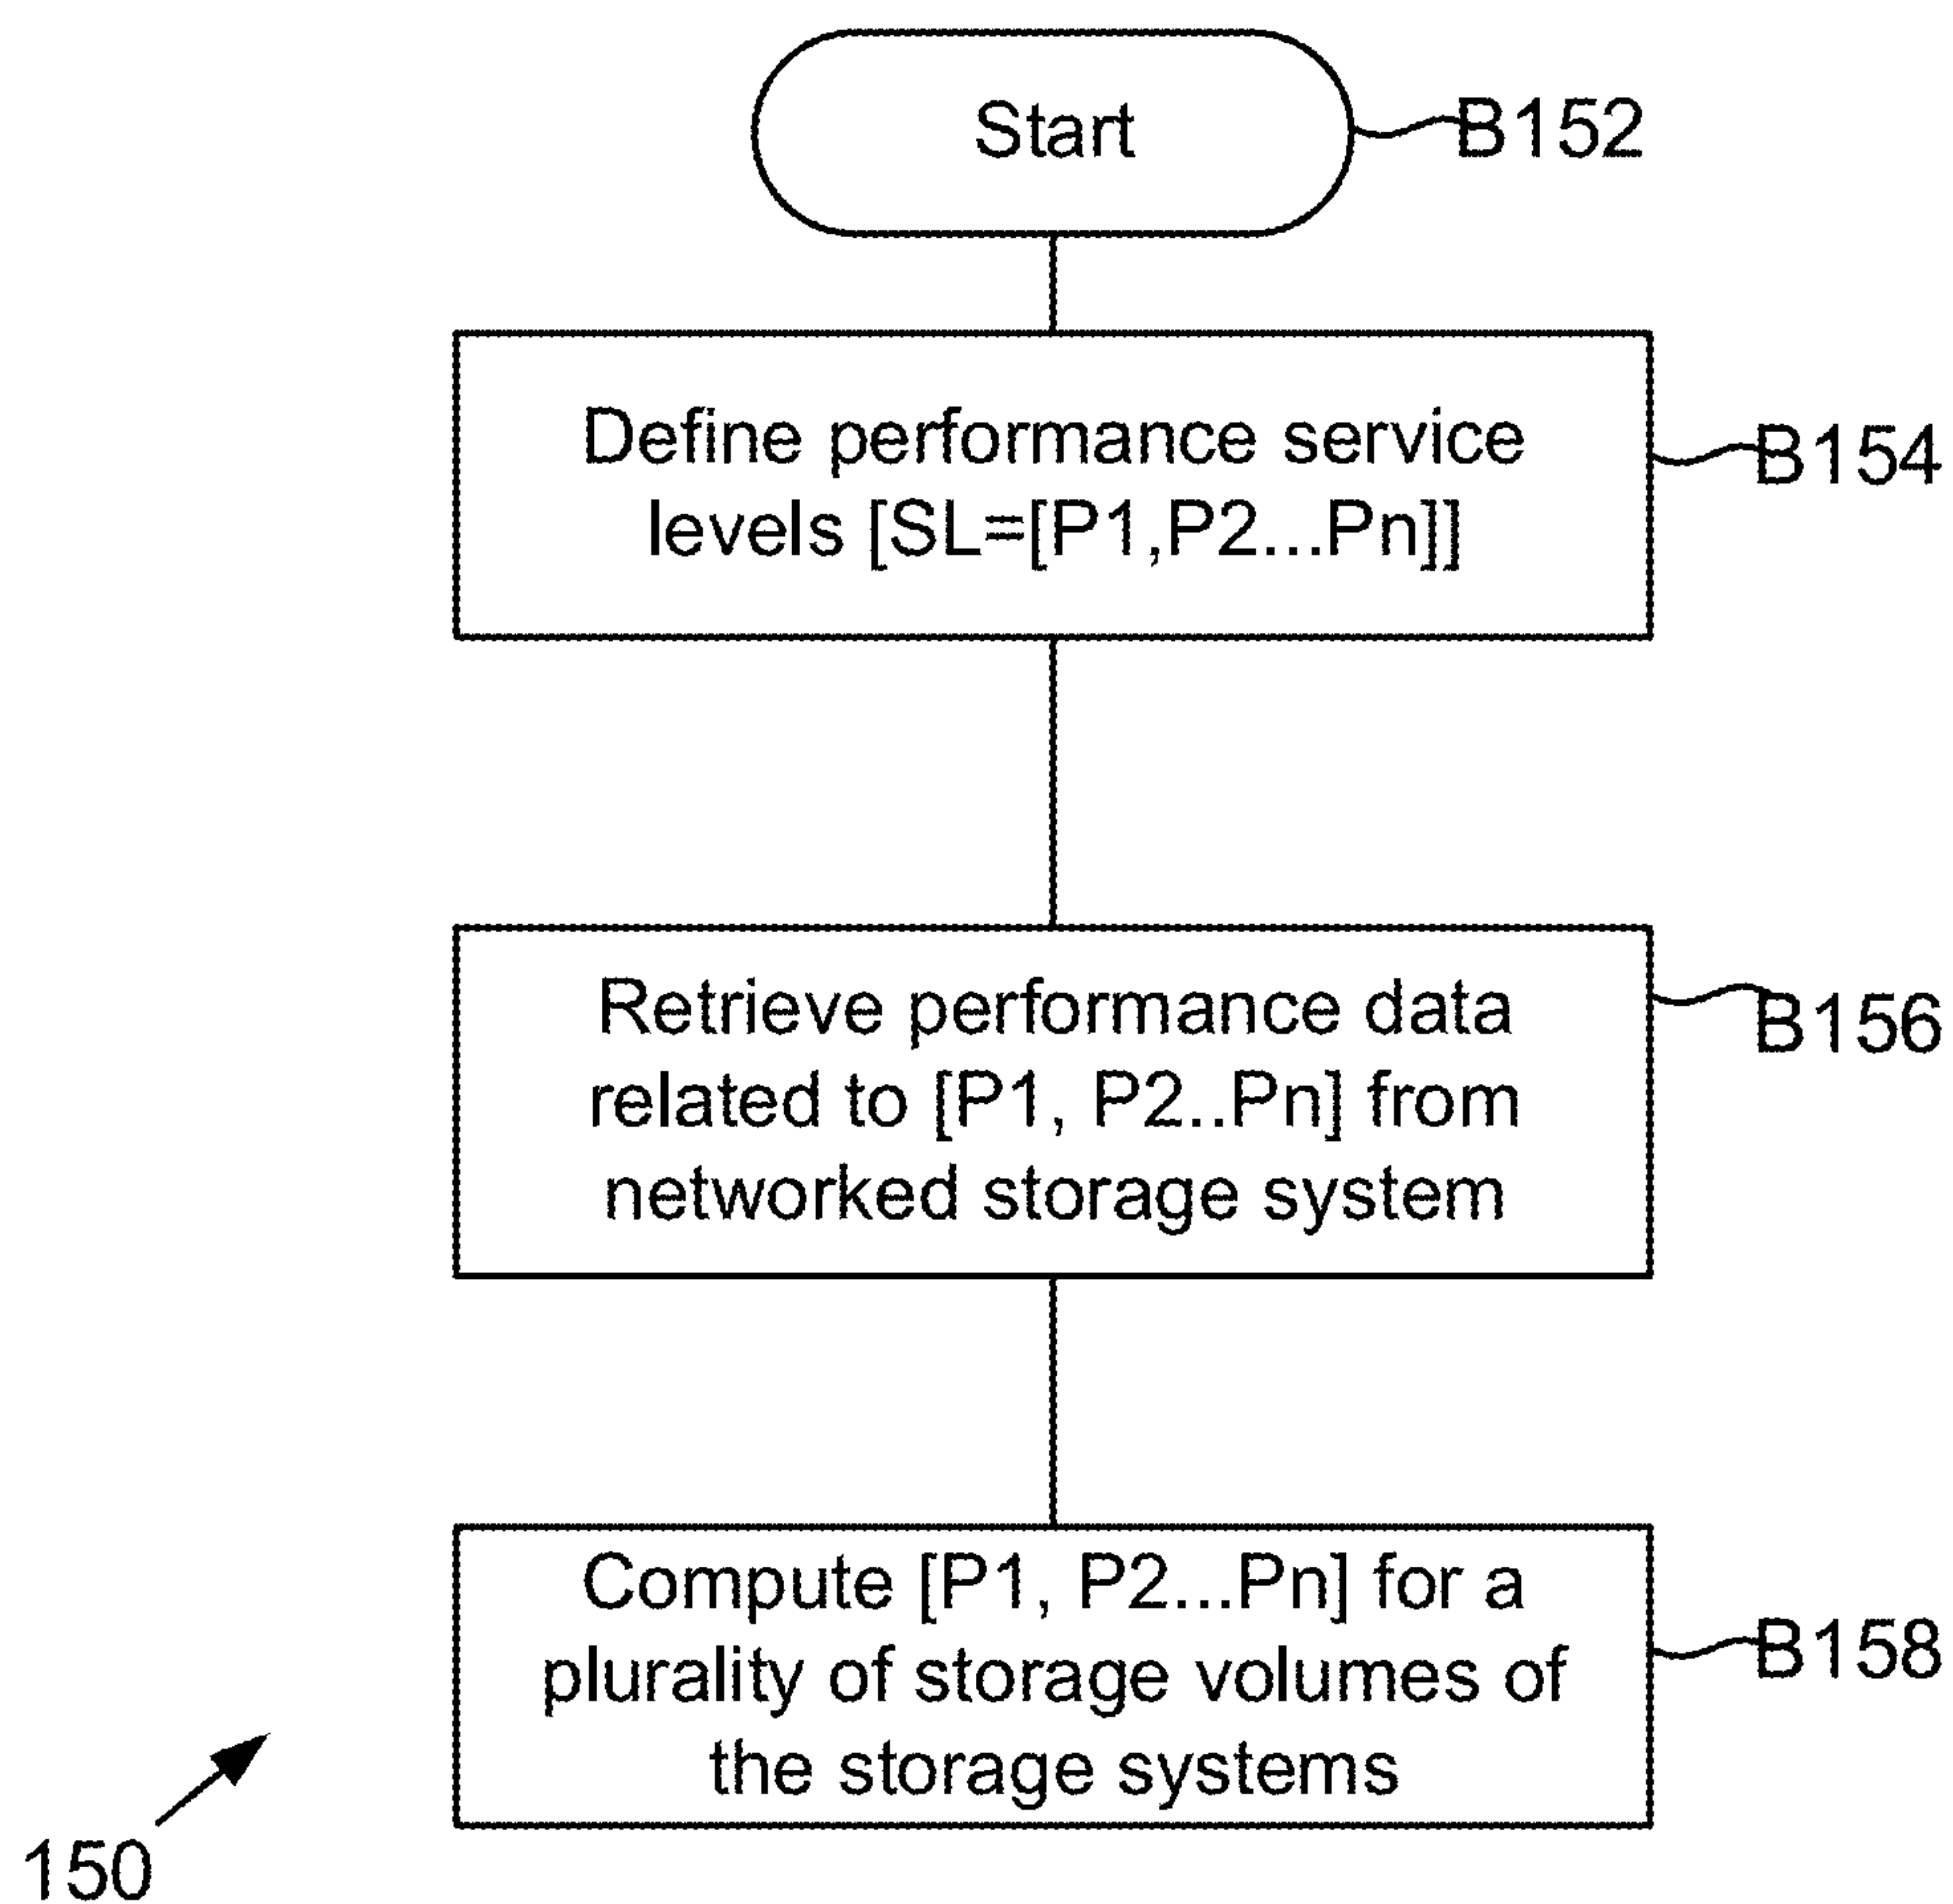 Start
B152
Define performance service
levels [SL=[P1,P2...Pn]]
B154
Retrieve performance data
related to [P1, P2..Pn] from
networked storage system
B156
Compute [P1, P2...Pn] for a
plurality of storage volumes of
the storage systems
B158
150